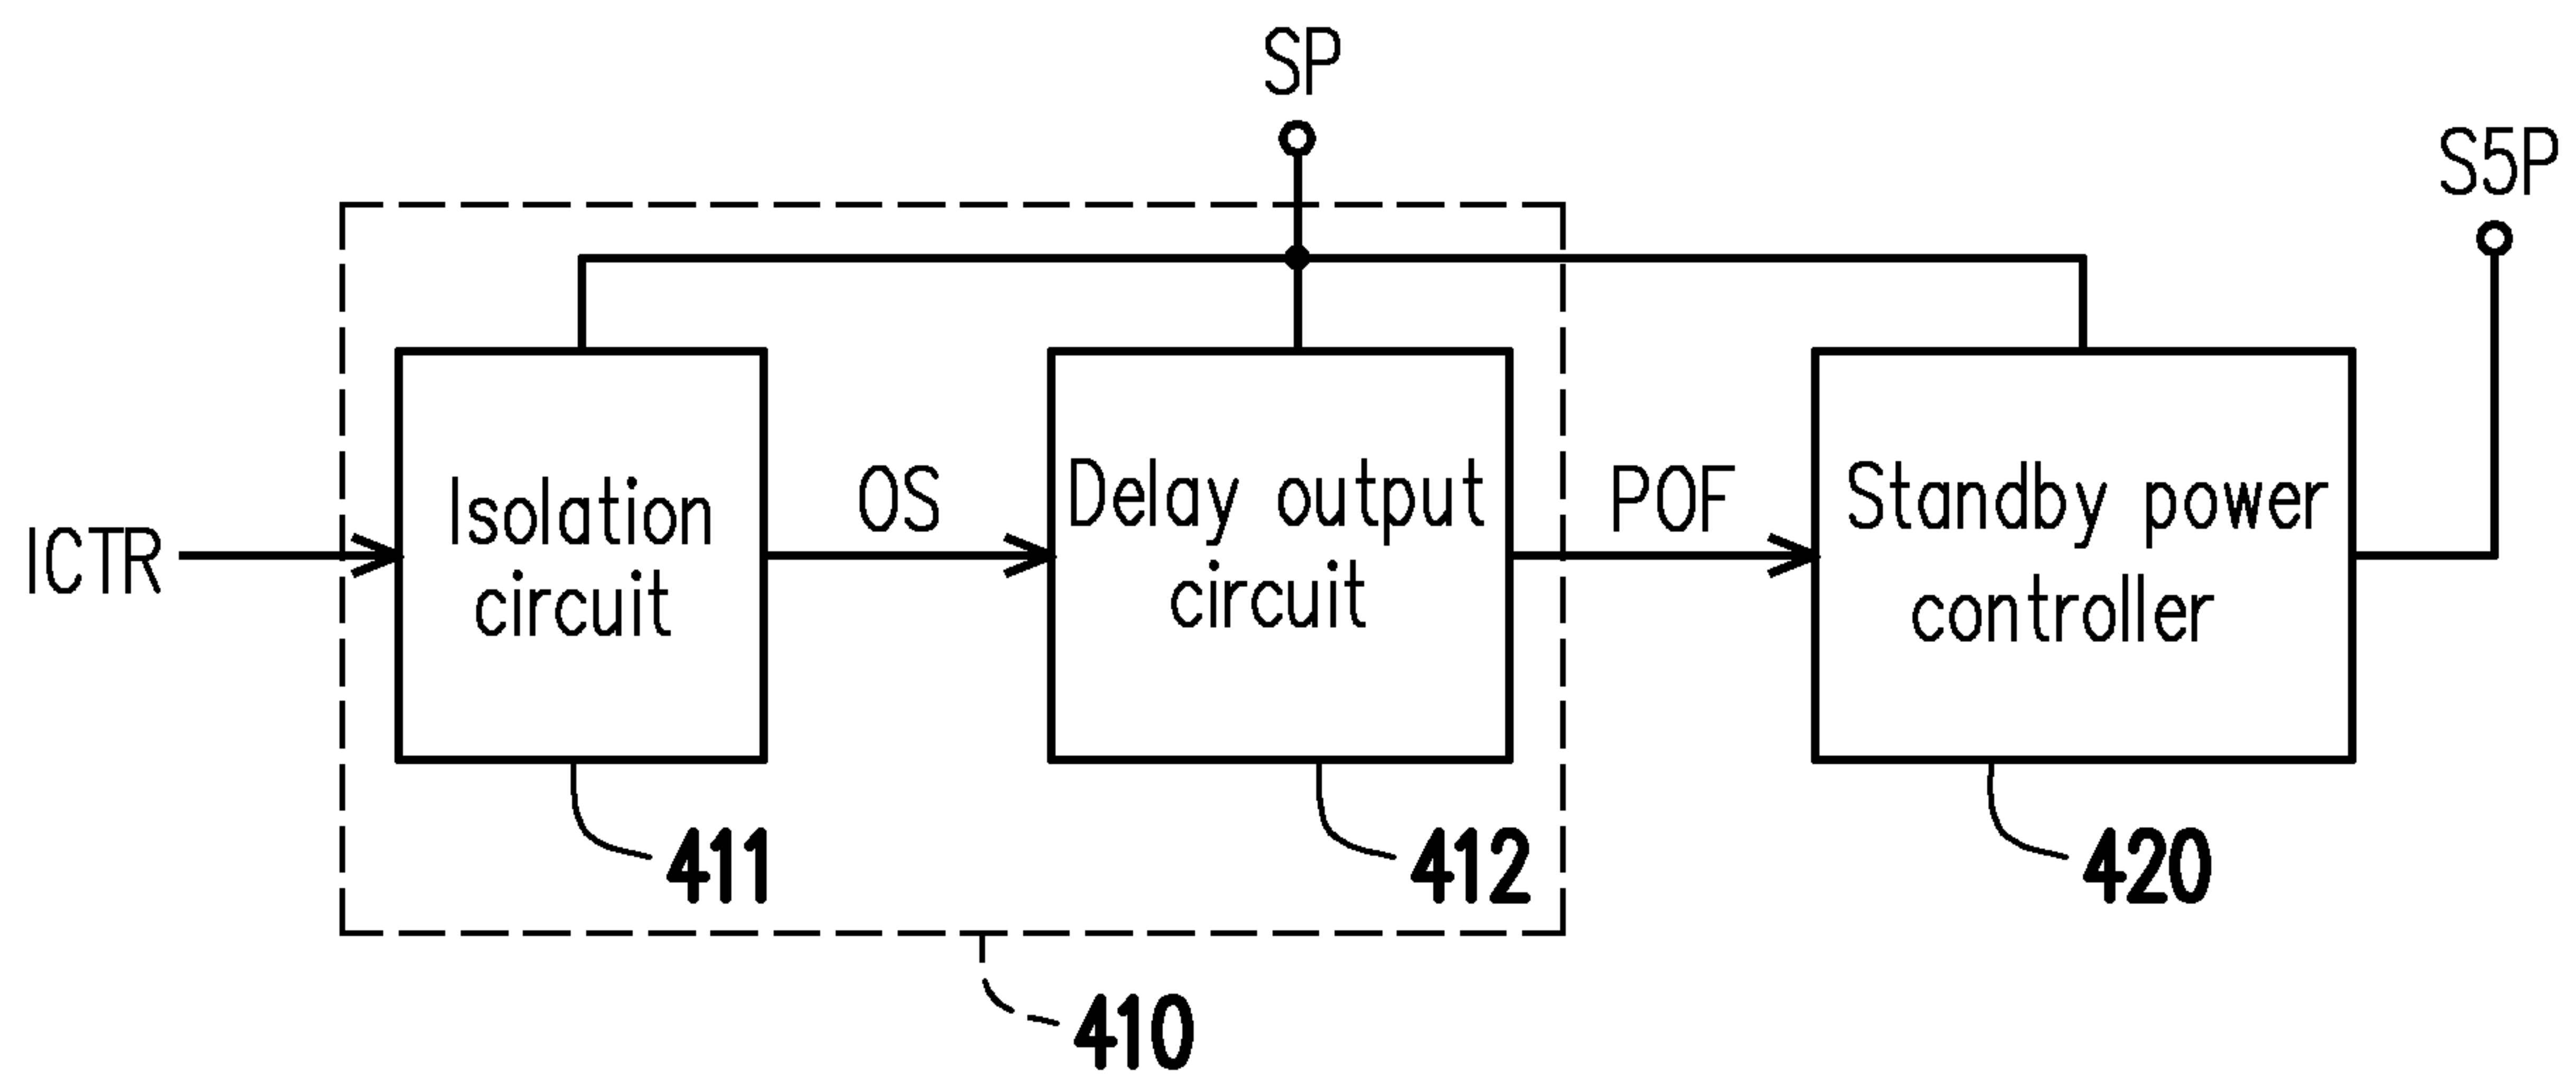 SP
S5P
ICTR
Isolation
circuit
OS
Delay output
circuit
POF
Standby power
controller
411
412
420
410